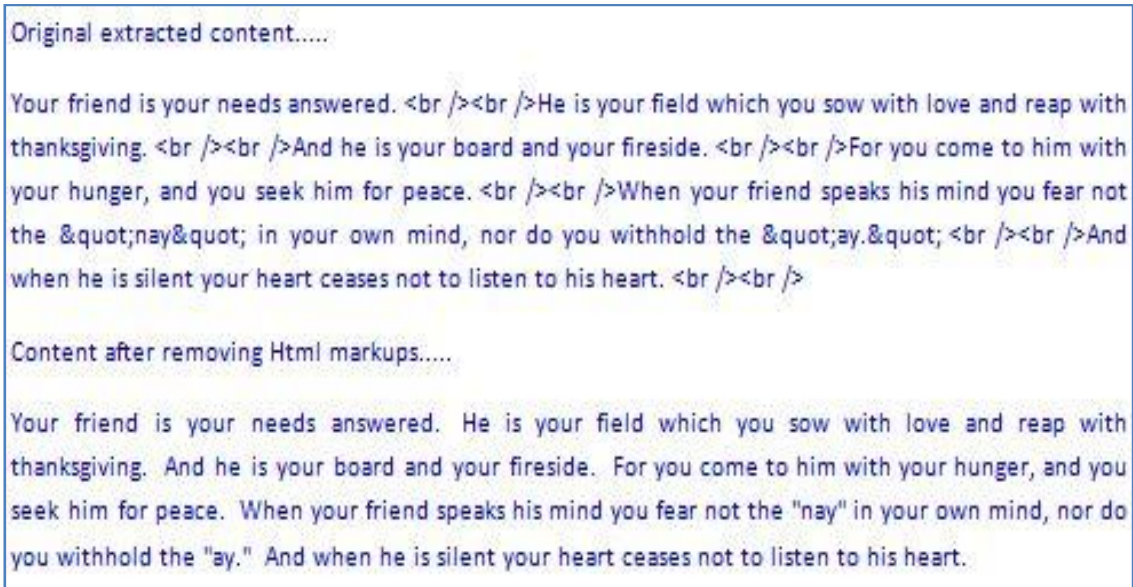 Original extracted content.....
Your friend is your needs answered. <br /><br />He is your field which you sow with love and reap with
thanksgiving. <br /><br />And he is your board and your fireside. <br /><br />For you come to him with
your hunger, and you seek him for peace. <br /><br />When your friend speaks his mind you fear not
the &quot;nay&quot; in your own mind, nor do you withhold the &quot;ay.&quot; <br /><br />And
when he is silent your heart ceases not to listen to his heart. <br /><br />
Content after removing Html markups.....
Your friend is your needs answered. He is your field which you sow with love and reap with
thanksgiving. And he is your board and your fireside. For you come to him with your hunger, and you
seek him for peace. When your friend speaks his mind you fear not the "nay" in your own mind, nor do
you withhold the "ay." And when he is silent your heart ceases not to listen to his heart.